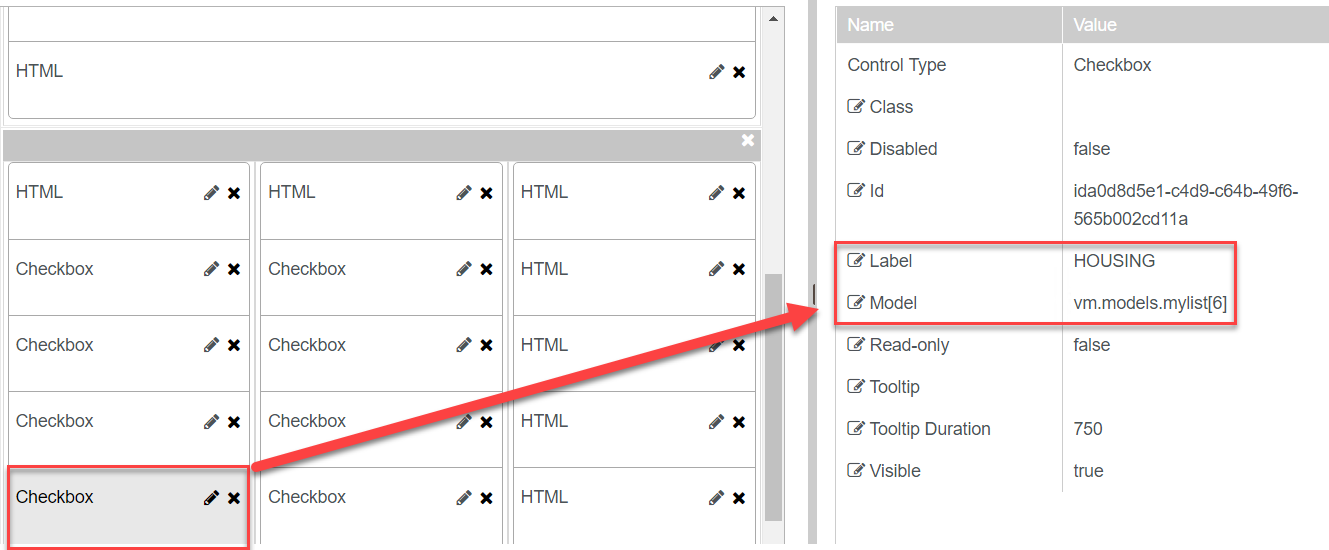 HTML
HTML HTML HTML
Checkbox Checkbox HTML
Checkbox Checkbox HTML
Checkbox Checkbox HTML
Checkbox Checkbox HTML
Name Value
Control Type Checkbox
Class
Disabled false
Id ida0d8d5e1-c4d9-c64b-49f6-
565b002cd11a
Label HOUSING
Model vm.models.mylist[6]
Read-only false
Tooltip
Tooltip Duration 750
Visible true